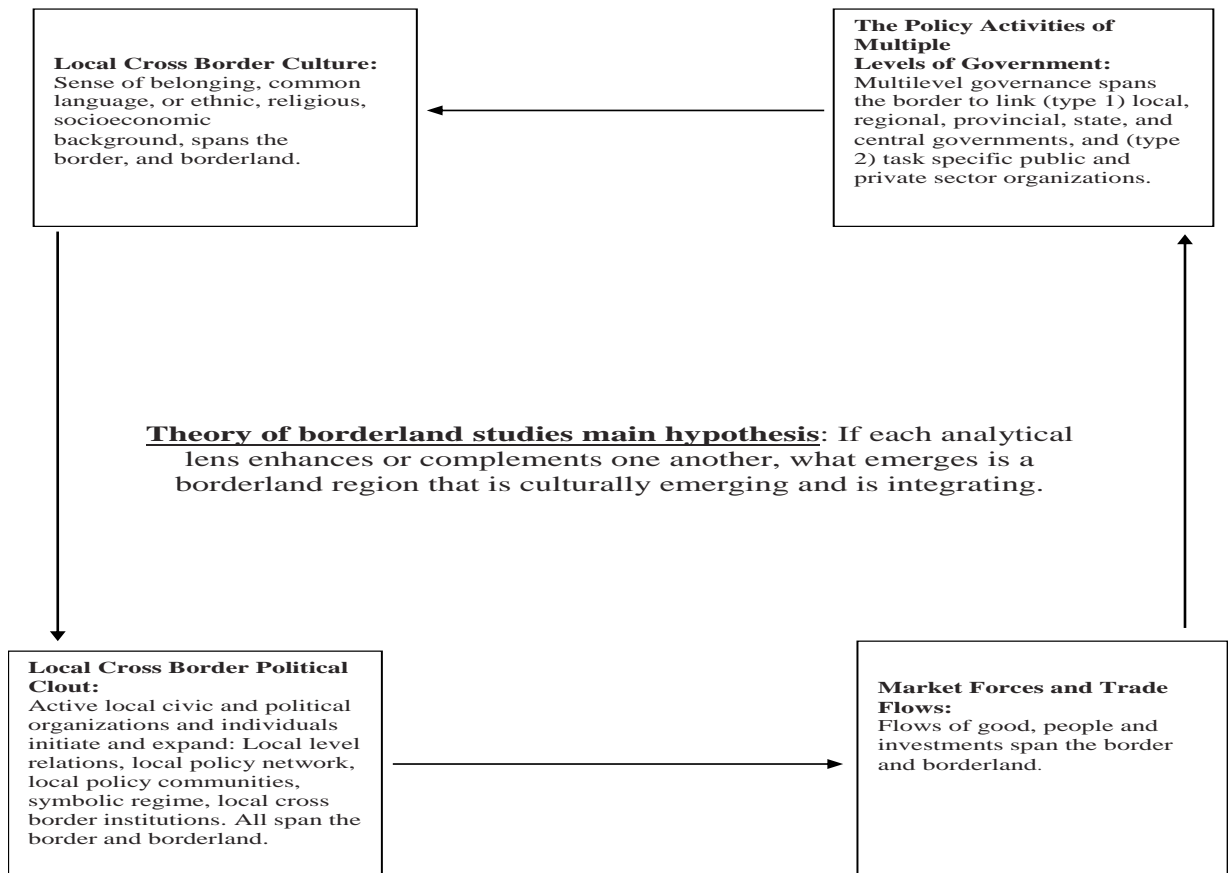 Local Cross Border Culture:
Sense of belonging, common
language, or ethnic, religious,
socioeconomic
background, spans the
border, and borderland.
The Policy Activities of
Multiple
Levels of Government:
Multilevel governance spans
the border to link (type 1) local,
regional, provincial, state, and
central governments, and (type
2) task specific public and
private sector organizations.
Theory of borderland studies main hypothesis: If each analytical
lens enhances or complements one another, what emerges is a
borderland region that is culturally emerging and is integrating.
Local Cross Border Political
Clout:
Active local civic and political
organizations and individuals
initiate and expand: Local level
relations, local policy network,
local policy communities,
symbolic regime, local cross
border institutions. All span the
border and borderland.
Market Forces and Trade
Flows:
Flows of good, people and
investments span the border
and borderland.